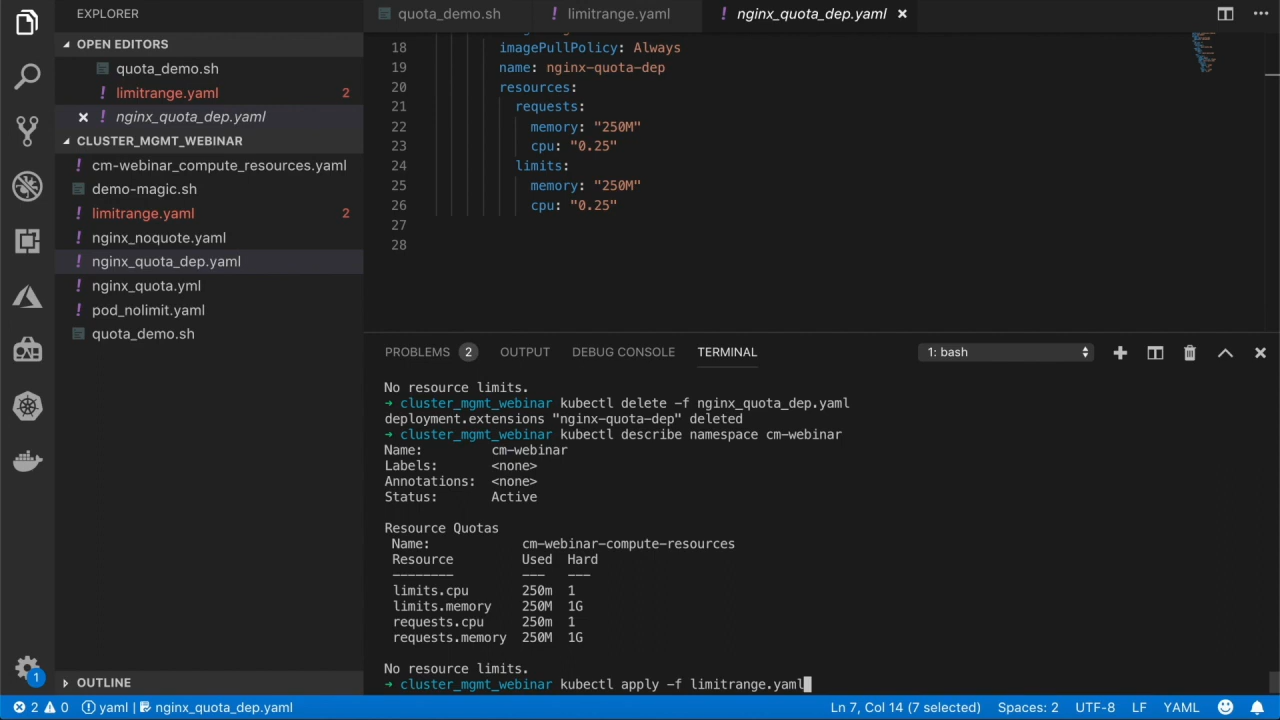 EXPLORER
OPEN EDITORS
quota_demo.sh
! limitrange.yaml 2
! nginx_quota_dep.yaml
CLUSTER_MGMT_WEBINAR
! cm-webinar_compute_resources.yaml
demo-magic.sh
! limitrange.yaml 2
! nginx_noquote.yaml
! nginx_quota_dep.yaml
! nginx_quota.yml
! pod_nolimit.yaml
quota_demo.sh
OUTLINE
1
quota_demo.sh ! limitrange.yaml ! nginx_quota_dep.yaml
18 imagePullPolicy: Always
19 name: nginx-quota-dep
20 resources:
21 requests:
22 memory: "250M"
23 cpu: "0.25"
24 limits:
25 memory: "250M"
26 cpu: "0.25"
27
28
PROBLEMS 2 OUTPUT DEBUG CONSOLE TERMINAL 1: bash
No resource limits.
→ cluster_mgmt_webinar kubectl delete -f nginx_quota_dep.yaml
deployment.extensions "nginx-quota-dep" deleted
→ cluster_mgmt_webinar kubectl describe namespace cm-webinar
Name: cm-webinar
Labels: <none>
Annotations: <none>
Status: Active
Resource Quotas
Name: cm-webinar-compute-resources
Resource Used Hard
-------- --- ---
limits.cpu 250m 1
limits.memory 250M 1G
requests.cpu 250m 1
requests.memory 250M 1G
No resource limits.
→ cluster_mgmt_webinar kubectl apply -f limitrange.yaml
2 0 yaml | nginx_quota_dep.yaml Ln 7, Col 14 (7 selected) Spaces: 2 UTF-8 LF YAML